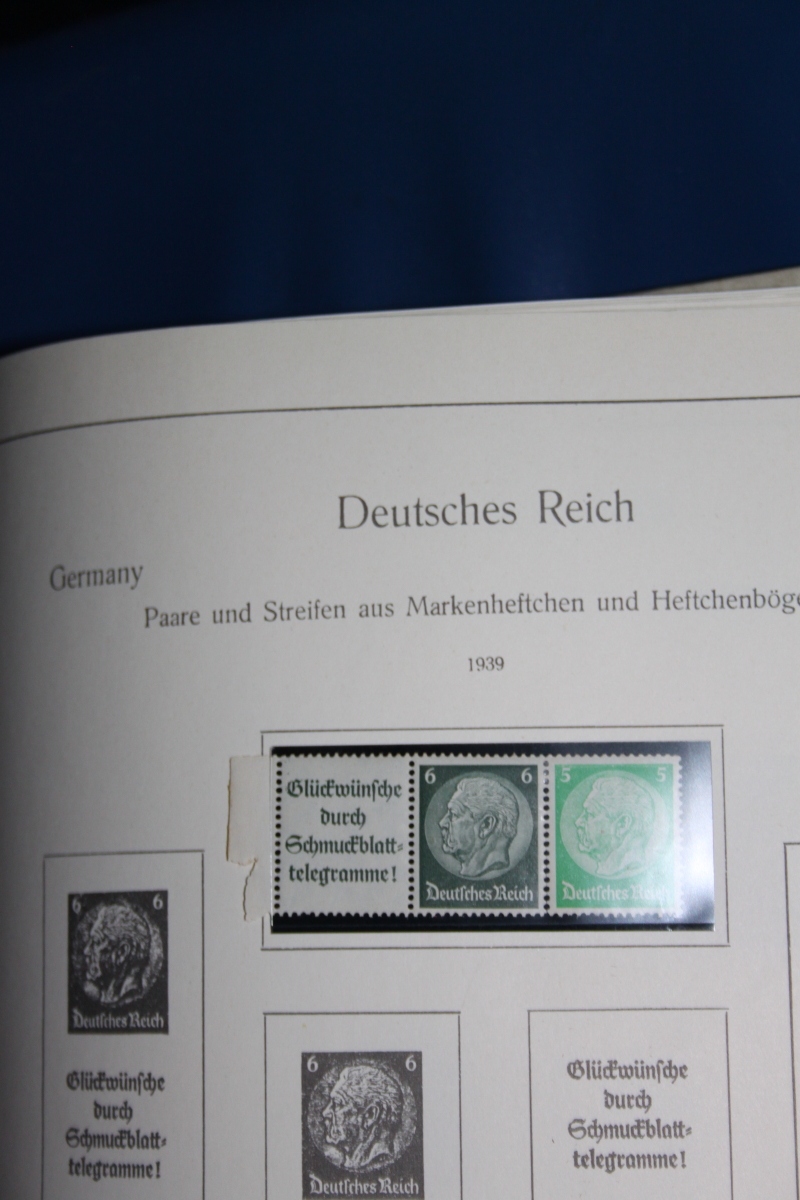 Deutsches Reich
Germany
Paare und Streifen aus Markenheftchen und Heftchenböge
1939
Glückwünsche
durch
Schmuckblatt-
telegramme!
6 6
Deutsches Reich
5 5
Deutsches Reich
6 6
Deutsches Reich
Glückwünsche
durch
Schmuckblatt-
telegramme!
6 6
Deutsches Reich
Glückwünsche
durch
Schmuckblatt-
telegramme!